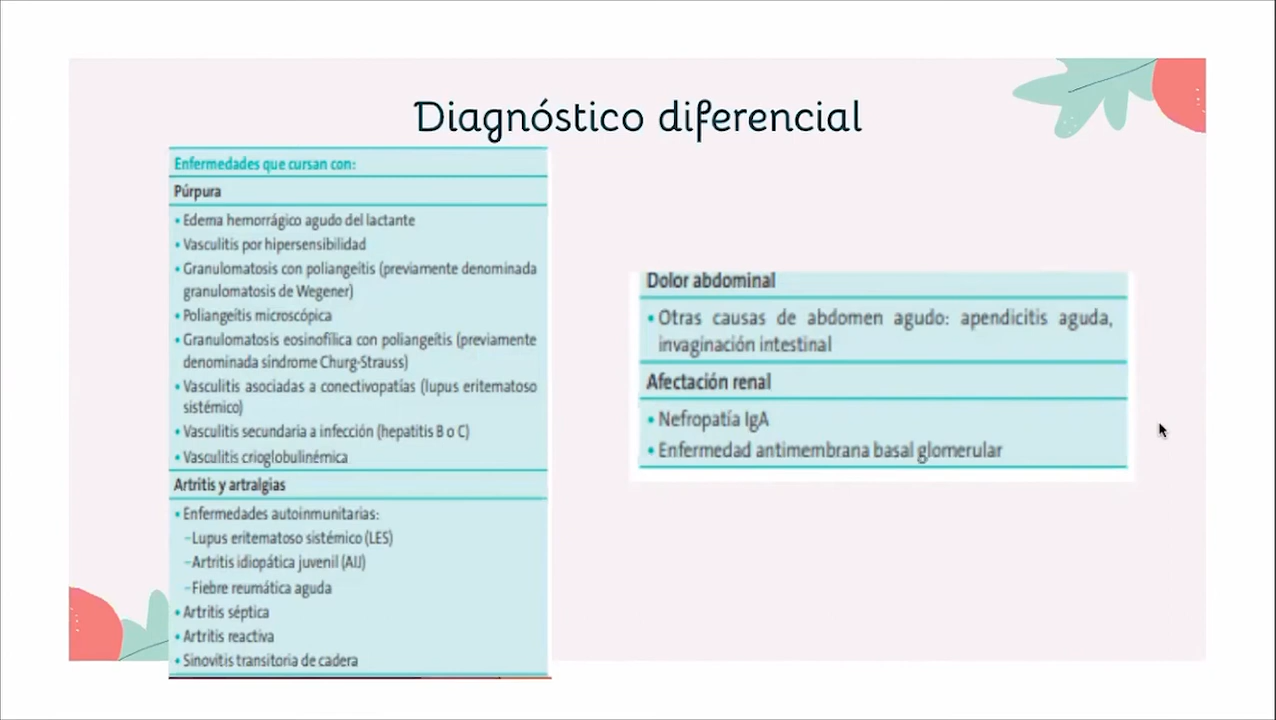 Diagnóstico diferencial
Enfermedades que cursan con:
Púrpura
• Edema hemorrágico agudo del lactante
• Vasculitis por hipersensibilidad
• Granulomatosis con poliangeítis (previamente denominada
granulomatosis de Wegener)
• Poliangeítis microscópica
• Granulomatosis eosinofílica con poliangeítis (previamente
denominada síndrome Churg-Strauss)
• Vasculitis asociadas a conectivopatías (lupus eritematoso
sistémico)
• Vasculitis secundaria a infección (hepatitis B o C)
• Vasculitis crioglobulinémica
Artritis y artralgias
• Enfermedades autoinmunitarias:
–Lupus eritematoso sistémico (LES)
–Artritis idiopática juvenil (AIJ)
–Fiebre reumática aguda
• Artritis séptica
• Artritis reactiva
• Sinovitis transitoria de cadera
Dolor abdominal
• Otras causas de abdomen agudo: apendicitis aguda,
invaginación intestinal
Afectación renal
• Nefropatía IgA
• Enfermedad antimembrana basal glomerular